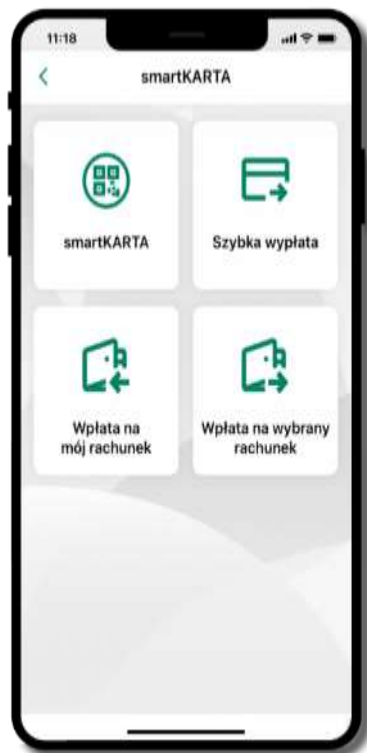 11:18
smartKARTA
smartKARTA
Szybka wypłata
Wpłata na
mój rachunek
Wpłata na wybrany
rachunek